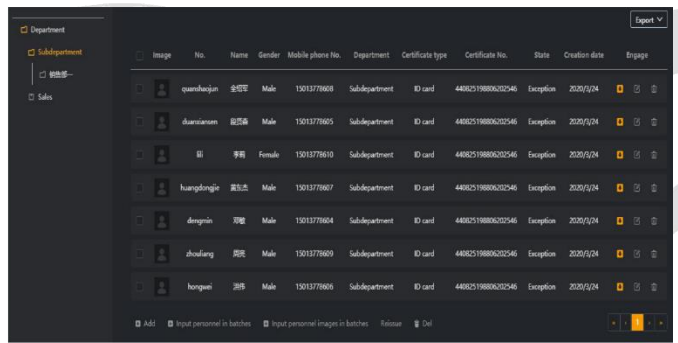 Export
Department
Subdepartment
销售部一
Sales
Image No. Name Gender Mobile phone No. Department Certificate type Certificate No. State Creation date Engage
quanshaojun 全绍军 Male 15013778608 Subdepartment ID card 440825198806202546 Exception 2020/3/24
duanxiansen 段贤森 Male 15013778605 Subdepartment ID card 440825198806202546 Exception 2020/3/24
lili 李莉 Female 15013778610 Subdepartment ID card 440825198806202546 Exception 2020/3/24
huangdongjie 黄东杰 Male 15013778607 Subdepartment ID card 440825198806202546 Exception 2020/3/24
dengmin 邓敏 Male 15013778604 Subdepartment ID card 440825198806202546 Exception 2020/3/24
zhouliang Male 15013778609 Subdepartment ID card 440825198806202546 Exception 2020/3/24
hongwei 洪伟 Male 15013778606 Subdepartment ID card 440825198806202546 Exception 2020/3/24
Add Input personnel in batches Input personnel images in batches Reissue Del
« ‹ 1 › »